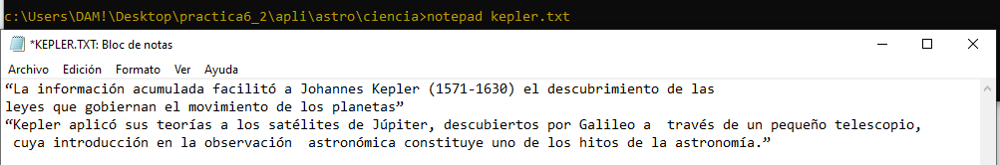 c:\Users\DAM!\Desktop\practica6_2\apli\astro\ciencia>notepad kepler.txt
*KEPLER.TXT: Bloc de notas
Archivo Edición Formato Ver Ayuda
“La información acumulada facilitó a Johannes Kepler (1571-1630) el descubrimiento de las
leyes que gobiernan el movimiento de los planetas”
“Kepler aplicó sus teorías a los satélites de Júpiter, descubiertos por Galileo a  través de un pequeño telescopio,
 cuya introducción en la observación  astronómica constituye uno de los hitos de la astronomía.”